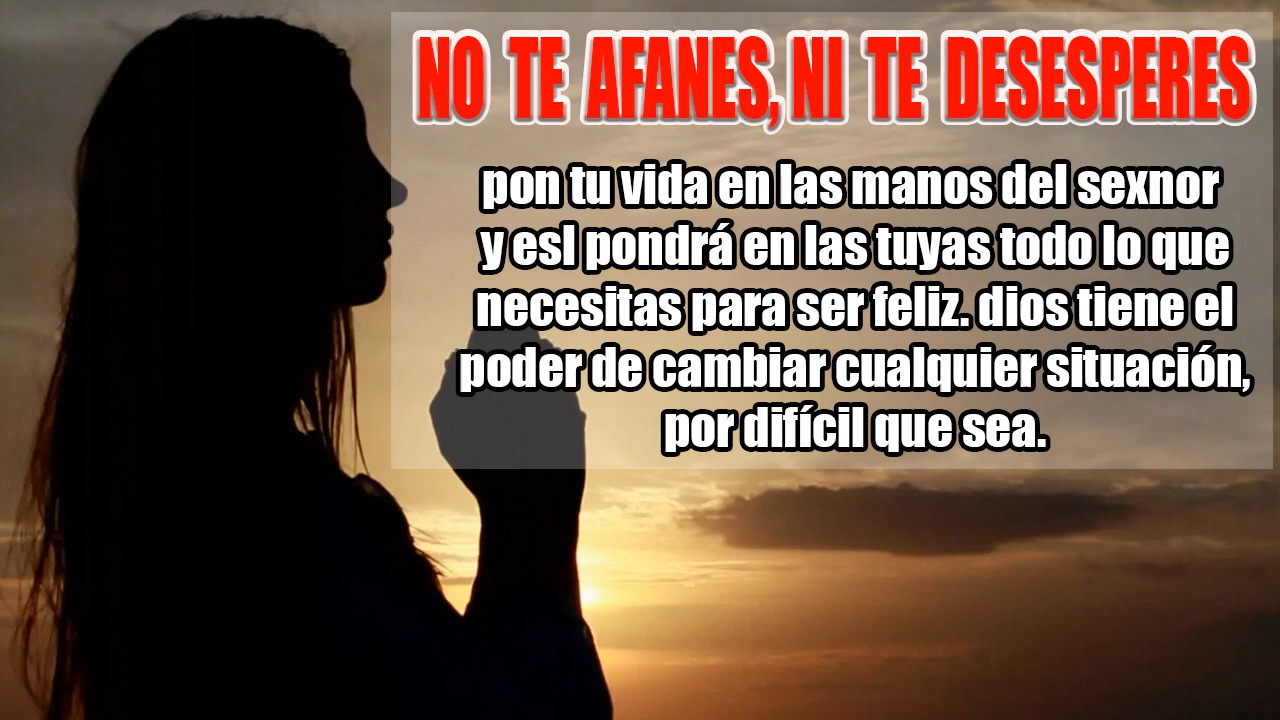 NO TE AFANES, NI TE DESESPERES
pon tu vida en las manos del sexnor
y esl pondrá en las tuyas todo lo que
necesitas para ser feliz. dios tiene el
poder de cambiar cualquier situación,
por difícil que sea.